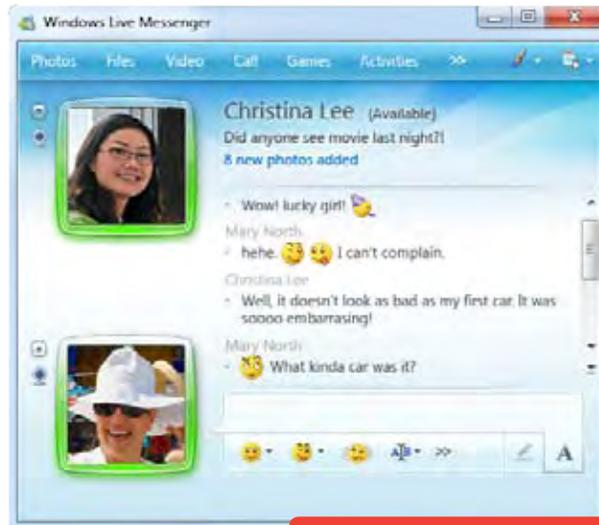 Windows Live Messenger
Photos Files Video Call Games Activities >>
Christina Lee (Available)
Did anyone see movie last night?!
8 new photos added
Wow! lucky girl!
Mary North
hehe. I can't complain.
Christina Lee
Well, it doesn't look as bad as my first car. It was
soooo embarrasing!
Mary North
What kinda car was it?
A B >>
A